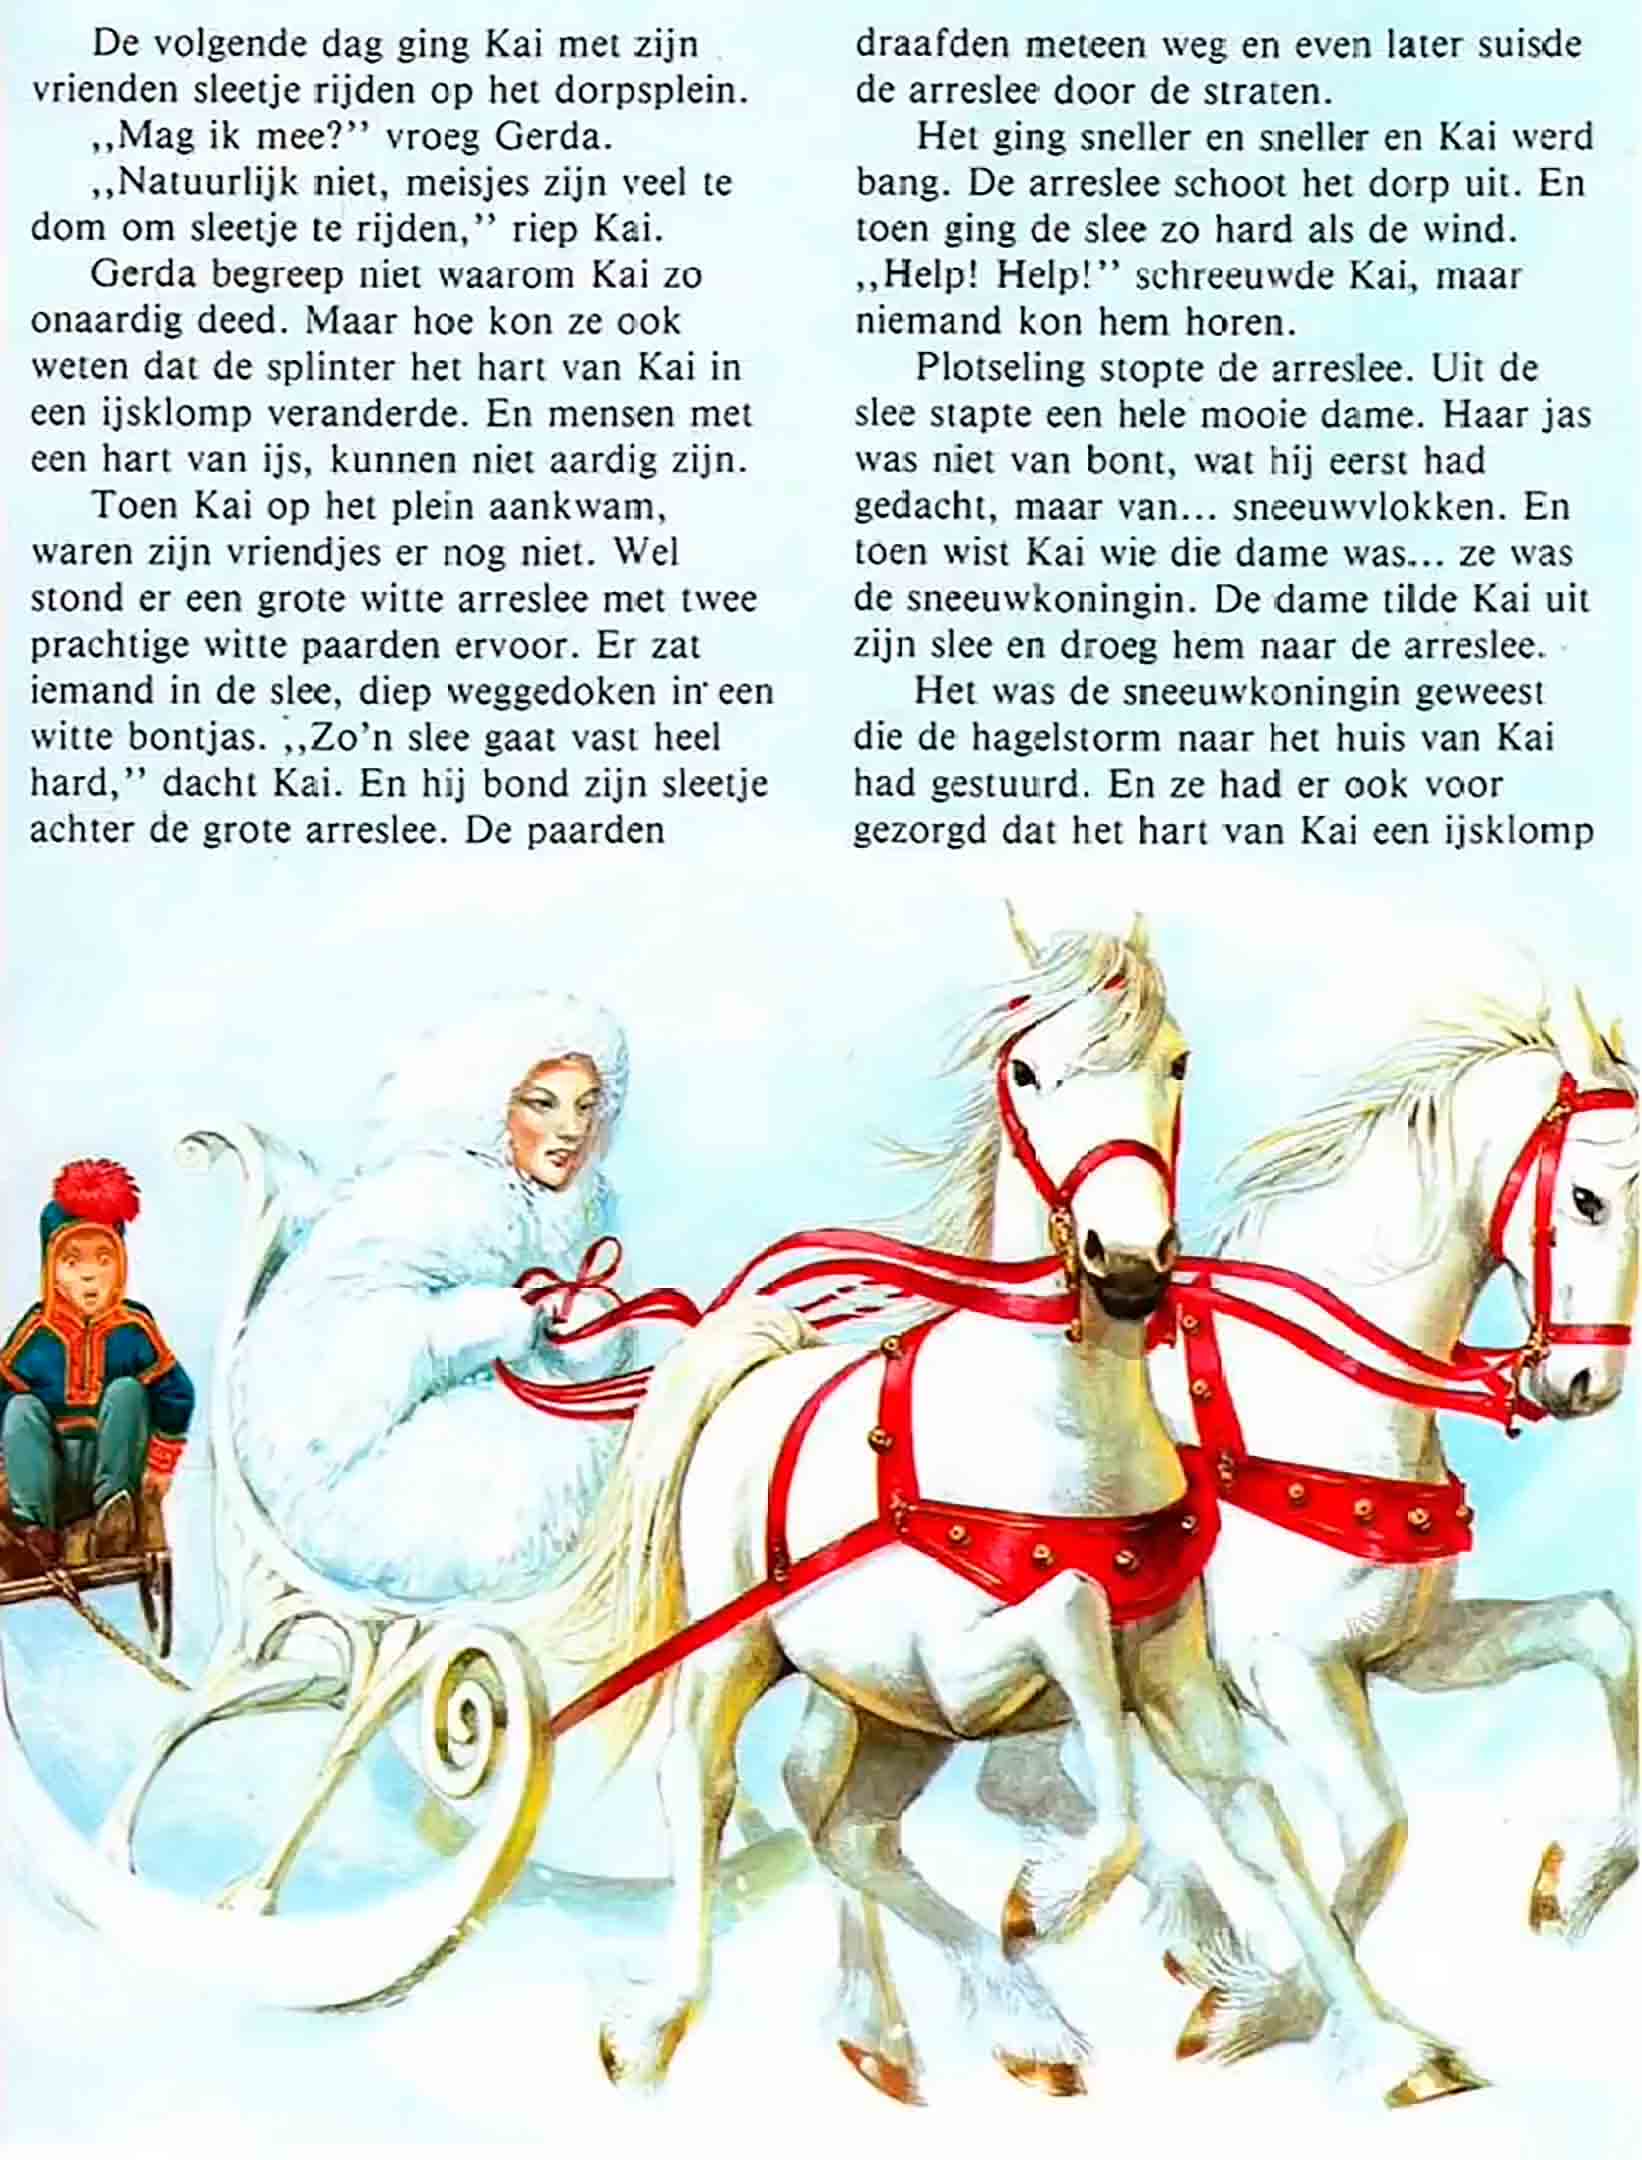 De volgende dag ging Kai met zijn
vrienden sleetje rijden op het dorpsplein.
,,Mag ik mee?’’ vroeg Gerda.
,,Natuurlijk niet, meisjes zijn veel te
dom om sleetje te rijden,’’ riep Kai.
Gerda begreep niet waarom Kai zo
onaardig deed. Maar hoe kon ze ook
weten dat de splinter het hart van Kai in
een ijsklomp veranderde. En mensen met
een hart van ijs, kunnen niet aardig zijn.
Toen Kai op het plein aankwam,
waren zijn vriendjes er nog niet. Wel
stond er een grote witte arreslee met twee
prachtige witte paarden ervoor. Er zat
iemand in de slee, diep weggedoken in een
witte bontjas. ,,Zo’n slee gaat vast heel
hard,’’ dacht Kai. En hij bond zijn sleetje
achter de grote arreslee. De paarden
draafden meteen weg en even later suisde
de arreslee door de straten.
Het ging sneller en sneller en Kai werd
bang. De arreslee schoot het dorp uit. En
toen ging de slee zo hard als de wind.
,,Help! Help!’’ schreeuwde Kai, maar
niemand kon hem horen.
Plotseling stopte de arreslee. Uit de
slee stapte een hele mooie dame. Haar jas
was niet van bont, wat hij eerst had
gedacht, maar van... sneeuwvlokken. En
toen wist Kai wie die dame was... ze was
de sneeuwkoningin. De dame tilde Kai uit
zijn slee en droeg hem naar de arreslee.
Het was de sneeuwkoningin geweest
die de hagelstorm naar het huis van Kai
had gestuurd. En ze had er ook voor
gezorgd dat het hart van Kai een ijsklomp